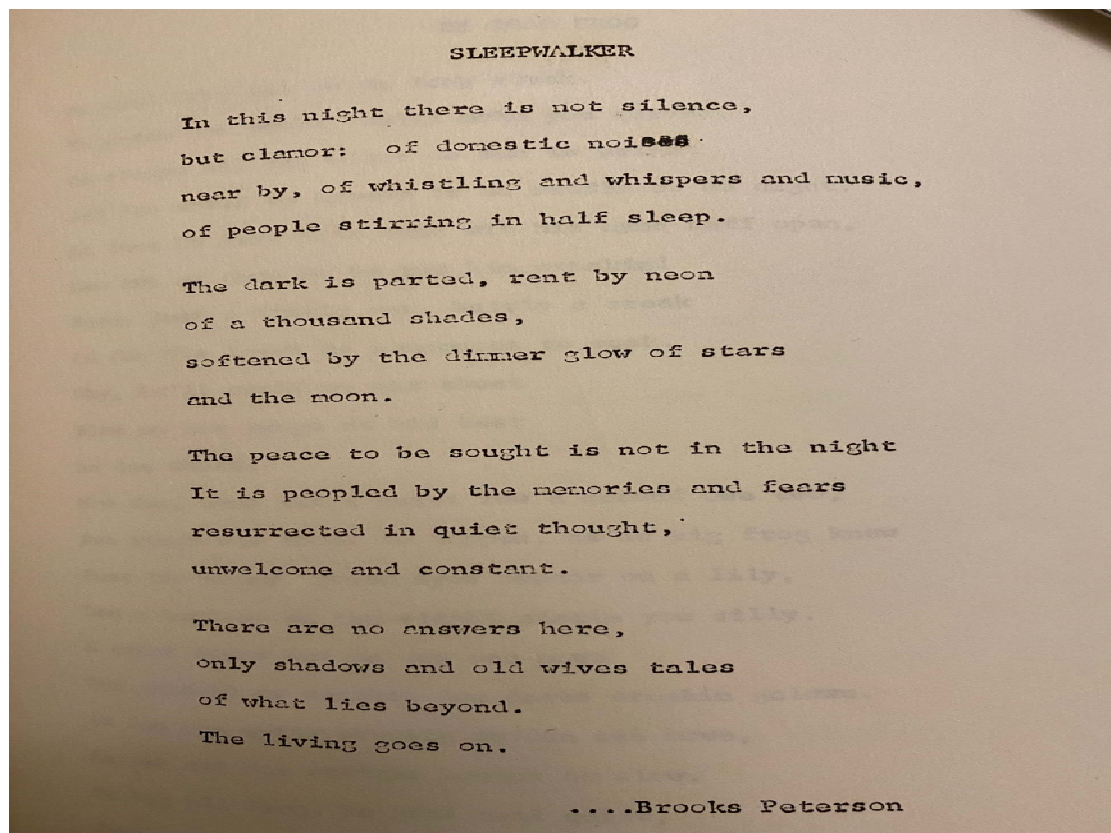 SLEEPWALKER
In this night there is not silence,
but clamor: of domestic noises
near by, of whistling and whispers and music,
of people stirring in half sleep.
The dark is parted, rent by neon
of a thousand shades,
softened by the dimmer glow of stars
and the moon.
The peace to be sought is not in the night
It is peopled by the memories and fears
resurrected in quiet thought,
unwelcome and constant.
There are no answers here,
only shadows and old wives tales
of what lies beyond.
The living goes on.
....Brooks Peterson